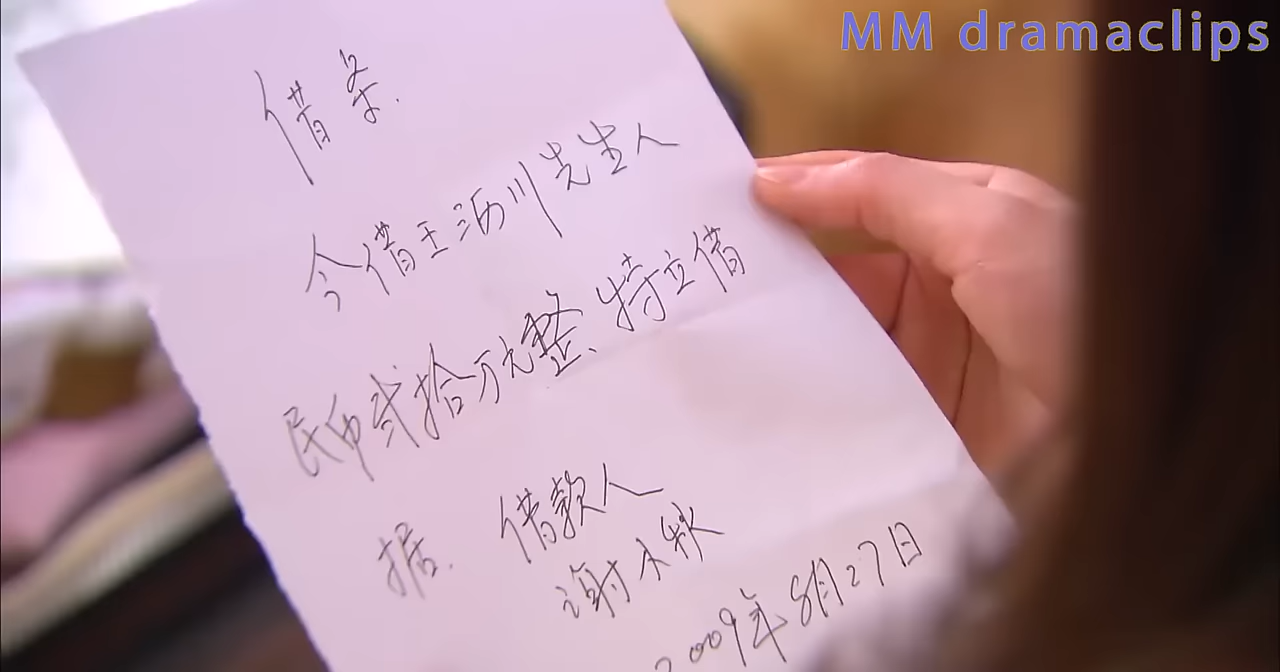 MM dramaclips
借条.
今借王沥川先生人
民币贰拾万元整、特立借
据.
借款人
谢小秋
2009年8月27日